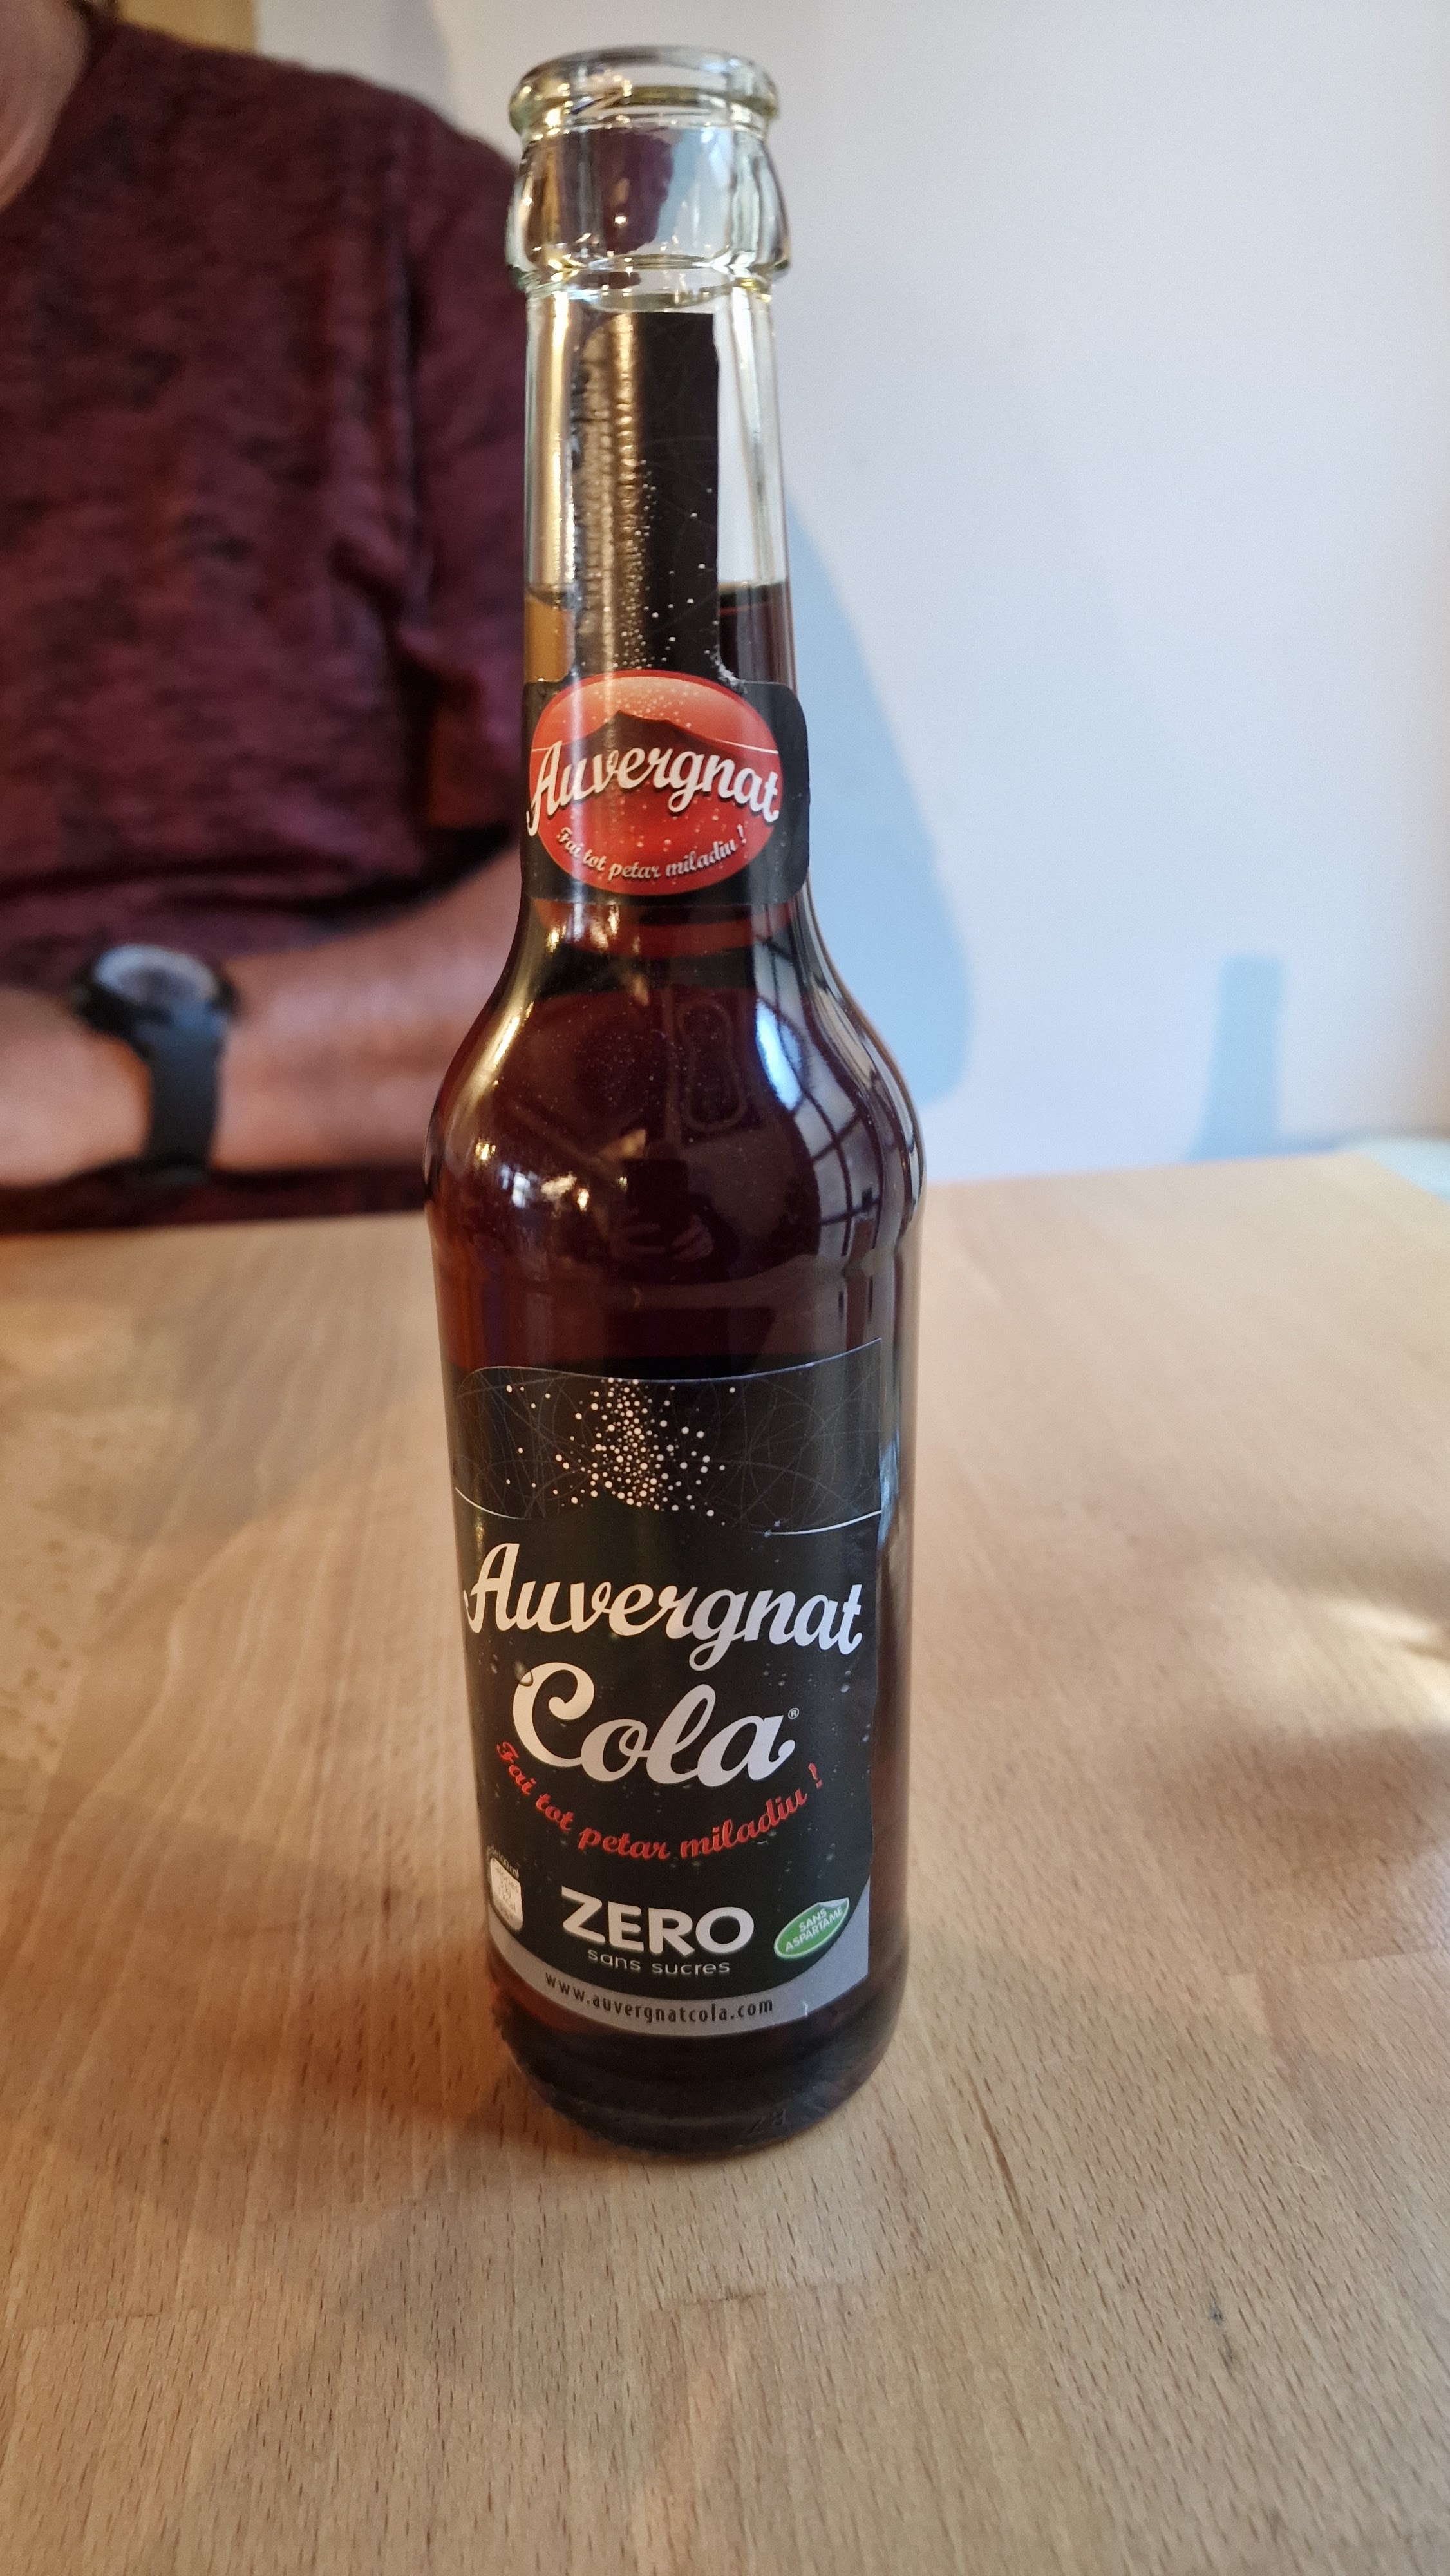 Auvergnat
Fai tot petar miladiu !
Auvergnat
Cola®
Fai tot petar miladiu !
ZERO
sans sucres
SANS
ASPARTAME
www.auvergnatcola.com